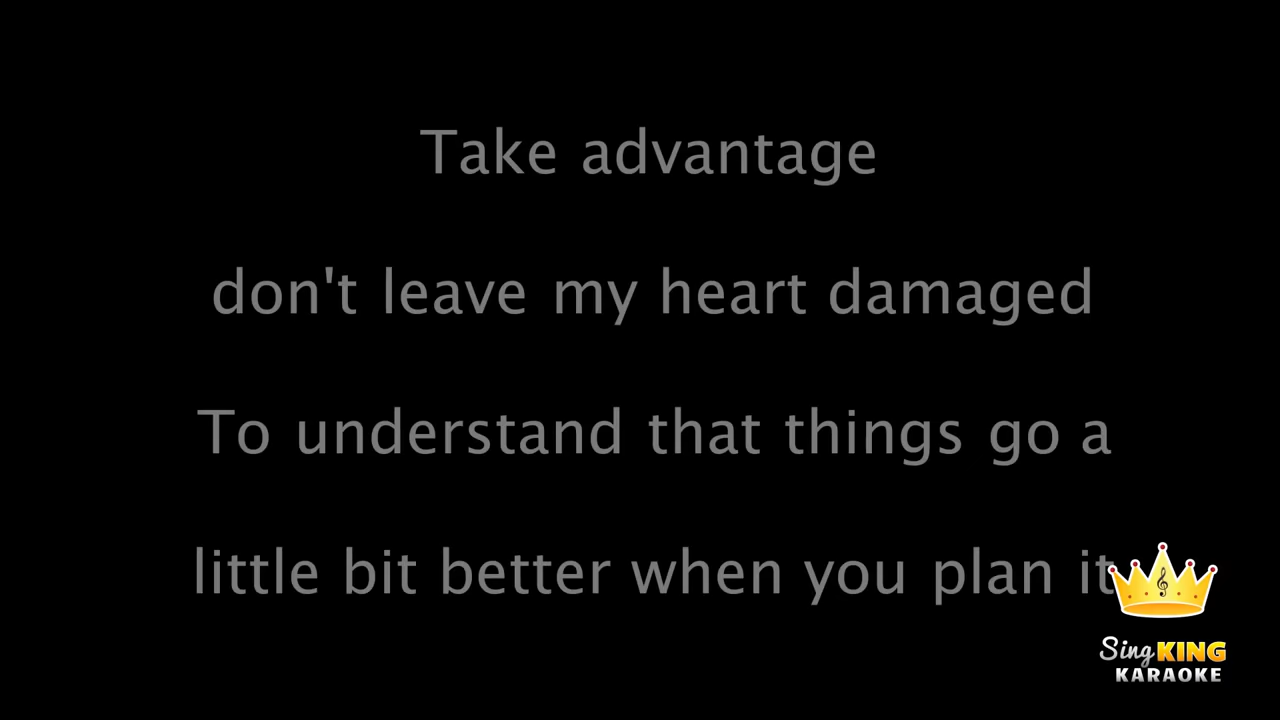 Take advantage
don't leave my heart damaged
To understand that things go a
little bit better when you plan it
Sing KING
KARAOKE